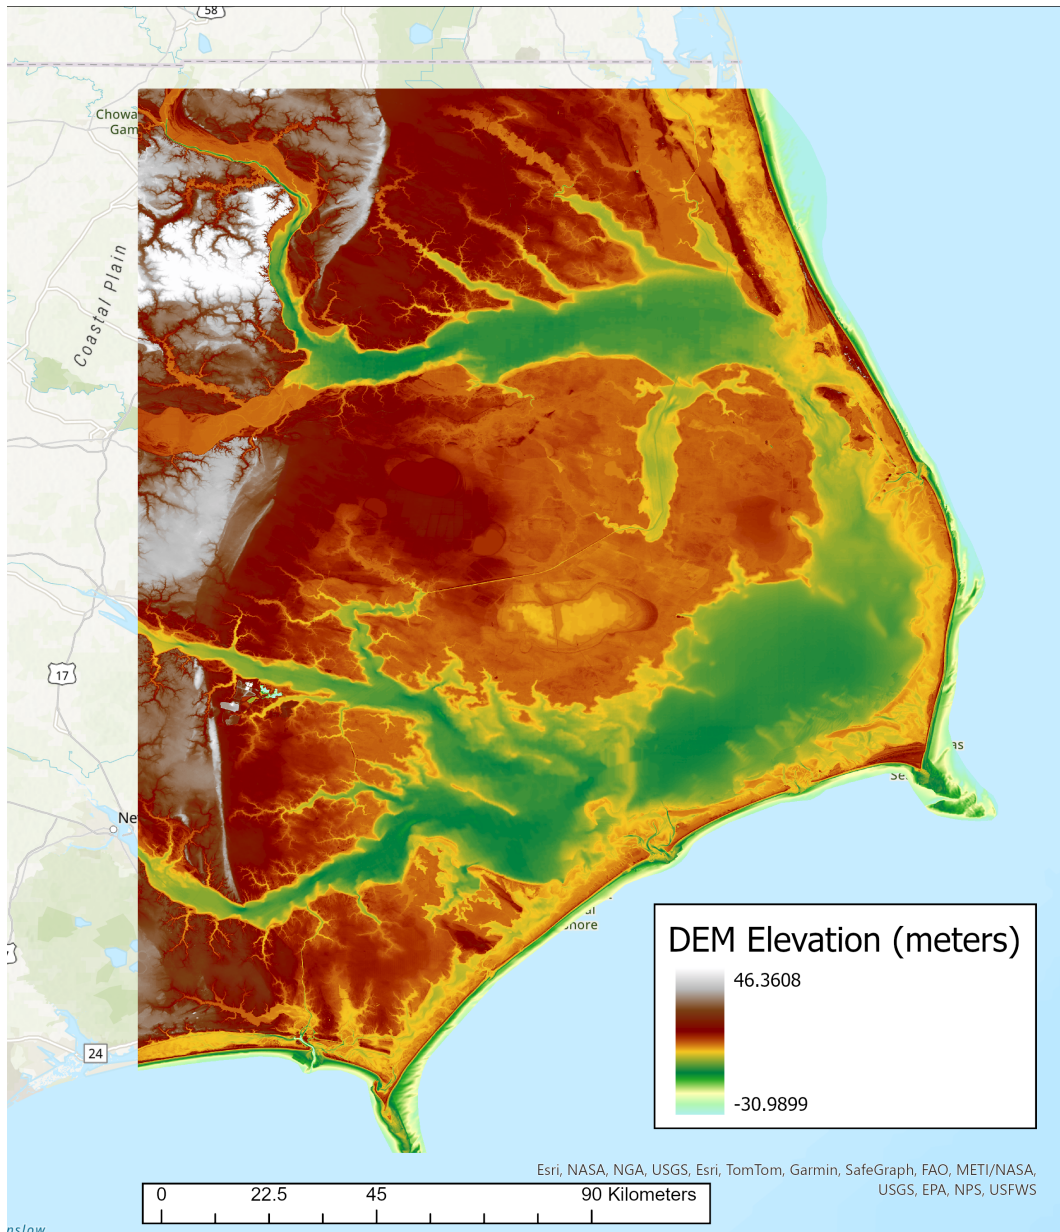 58
Chowa
Gam
Coastal Plain
17
Ne
as
Se
al
shore
24
DEM Elevation (meters)
46.3608
-30.9899
Esri, NASA, NGA, USGS, Esri, TomTom, Garmin, SafeGraph, FAO, METI/NASA,
USGS, EPA, NPS, USFWS
0 22.5 45 90 Kilometers
nslow